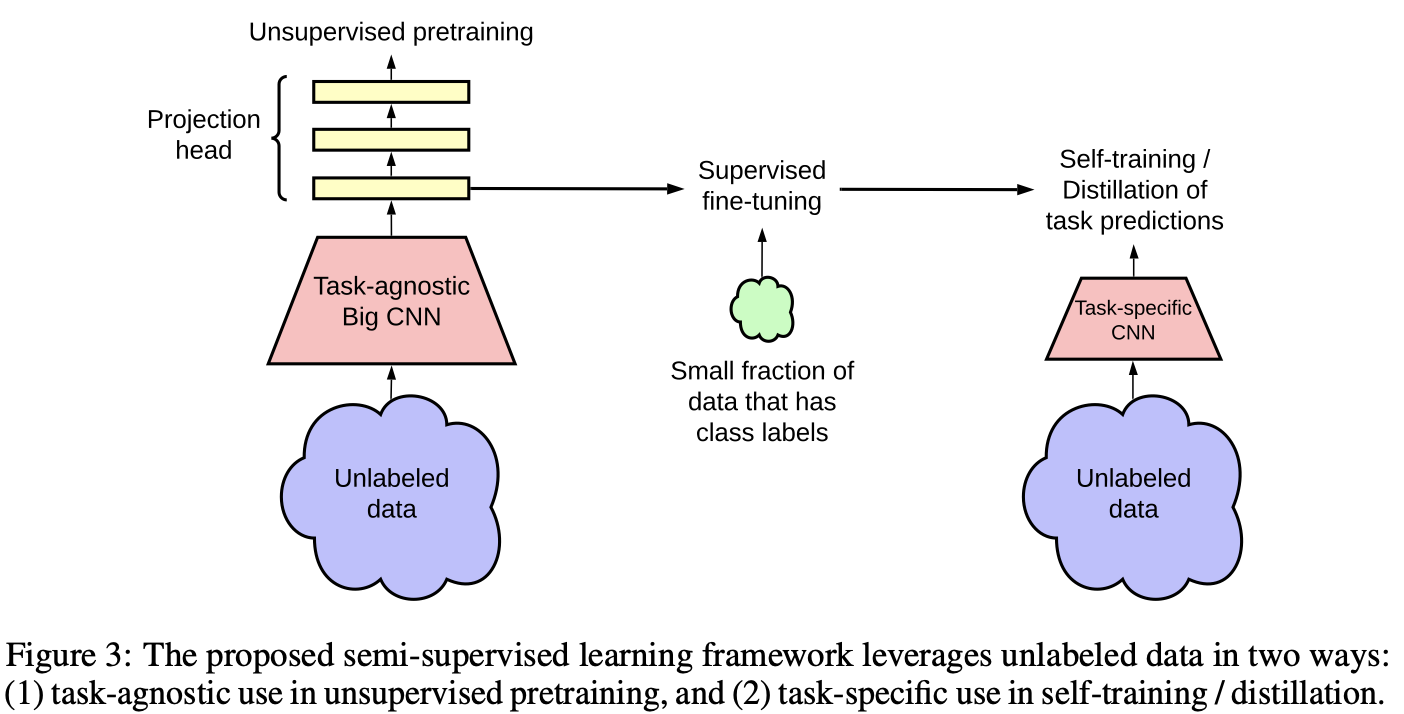 Unsupervised pretraining
Projection
head
Task-agnostic
Big CNN
Unlabeled
data
Supervised
fine-tuning
Small fraction of
data that has
class labels
Self-training /
Distillation of
task predictions
Task-specific
CNN
Unlabeled
data
Figure 3: The proposed semi-supervised learning framework leverages unlabeled data in two ways:
(1) task-agnostic use in unsupervised pretraining, and (2) task-specific use in self-training / distillation.